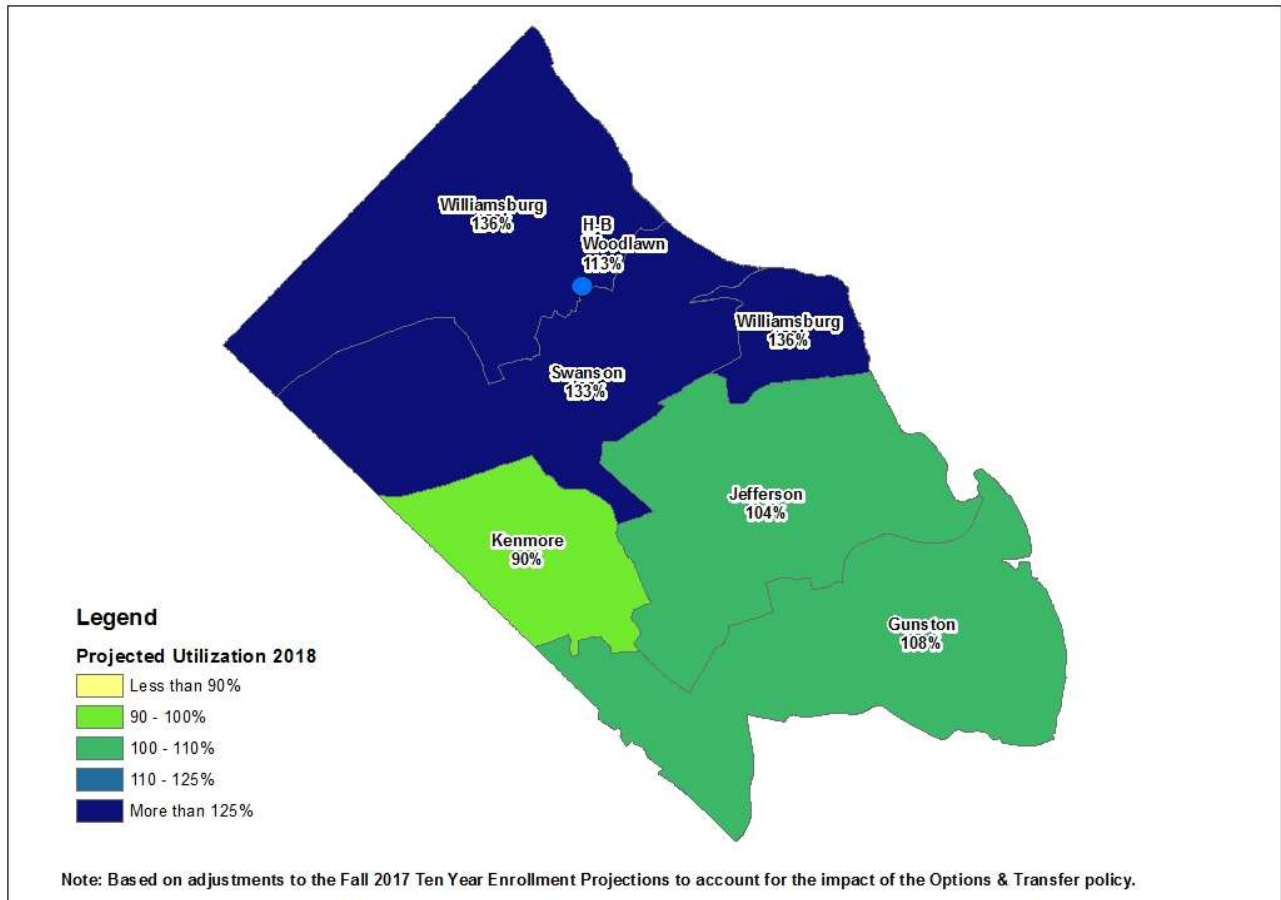 Williamsburg
136%
H-B
Woodlawn
113%
Williamsburg
136%
Swanson
133%
Jefferson
104%
Kenmore
90%
Gunston
108%
Legend
Projected Utilization 2018
Less than 90%
90 - 100%
100 - 110%
110 - 125%
More than 125%
Note: Based on adjustments to the Fall 2017 Ten Year Enrollment Projections to account for the impact of the Options & Transfer policy.